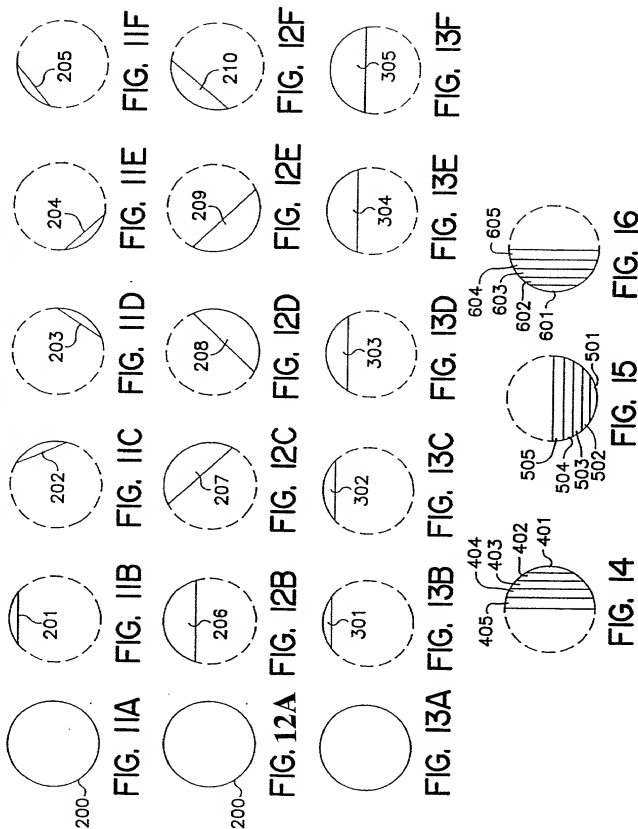 200
201
202
203
204
205
FIG. 11A
FIG. 11B
FIG. 11C
FIG. 11D
FIG. 11E
FIG. 11F
200
206
207
208
209
210
FIG. 12A
FIG. 12B
FIG. 12C
FIG. 12D
FIG. 12E
FIG. 12F
301
302
303
304
305
FIG. 13A
FIG. 13B
FIG. 13C
FIG. 13D
FIG. 13E
FIG. 13F
405
404
403
402
401
FIG. 14
505
504
503
502
501
FIG. 15
601
602
603
604
605
FIG. 16